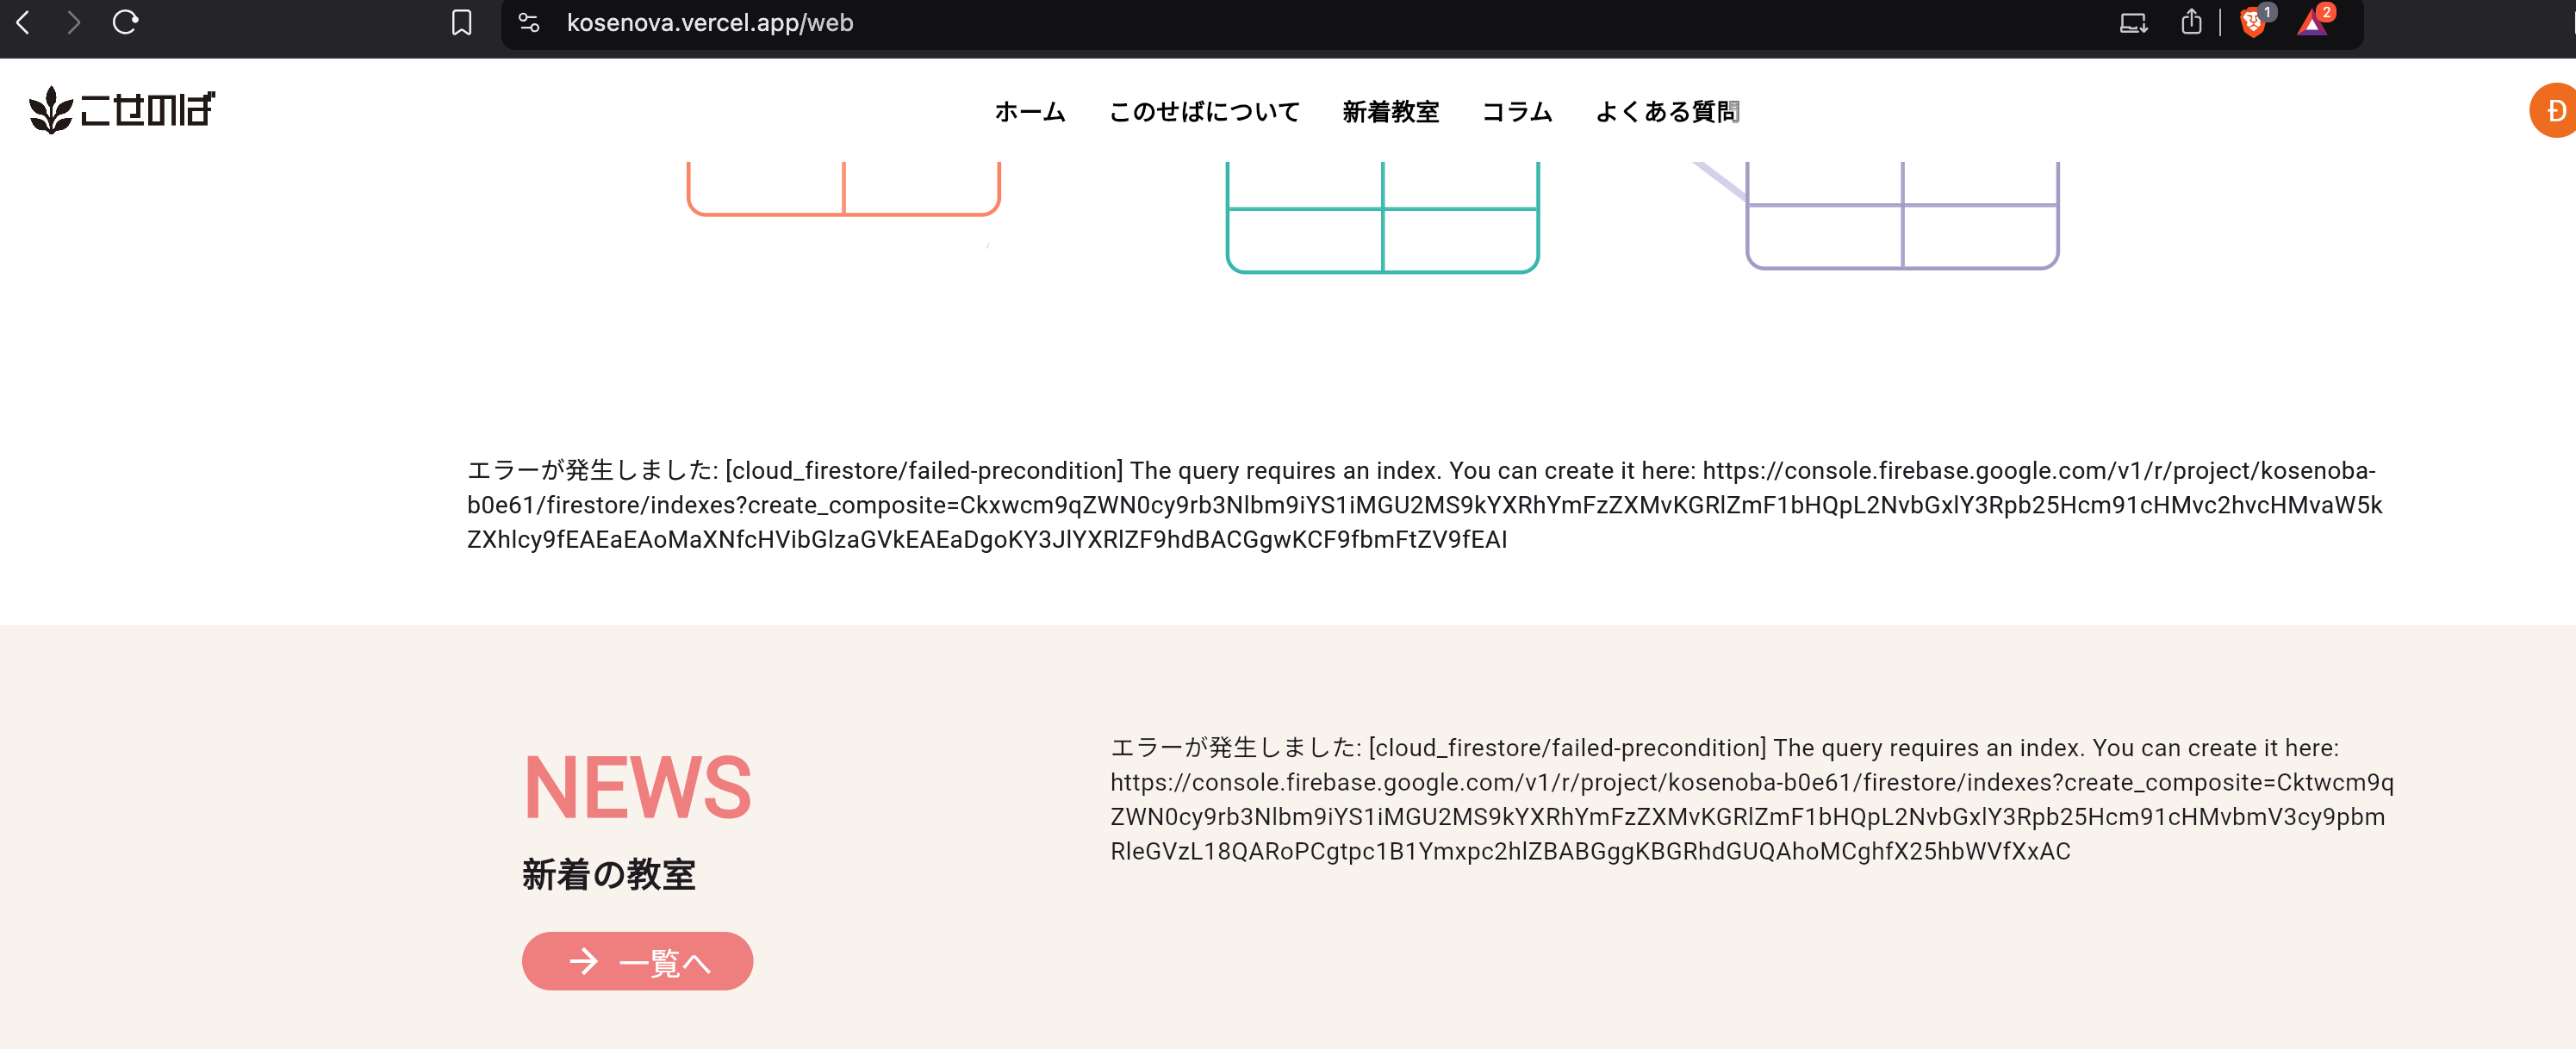 kosenova.vercel.app/web
1
2
こせのば
ホーム このせばについて 新着教室 コラム よくある質問
Đ
エラーが発生しました: [cloud_firestore/failed-precondition] The query requires an index. You can create it here: https://console.firebase.google.com/v1/r/project/kosenoba-
b0e61/firestore/indexes?create_composite=Ckxwcm9qZWN0cy9rb3Nlbm9iYS1iMGU2MS9kYXRhYmFzZXMvKGRlZmF1bHQpL2NvbGxlY3Rpb25Hcm91cHMvc2hvcHMvaW5k
ZXhlcy9fEAEaEAoMaXNfcHVibGlzaGVkEAEaDgoKY3JlYXRlZF9hdBACGgwKCF9fbmFtZV9fEAI
NEWS
新着の教室
→ 一覧へ
エラーが発生しました: [cloud_firestore/failed-precondition] The query requires an index. You can create it here:
https://console.firebase.google.com/v1/r/project/kosenoba-b0e61/firestore/indexes?create_composite=Cktwcm9q
ZWN0cy9rb3Nlbm9iYS1iMGU2MS9kYXRhYmFzZXMvKGRlZmF1bHQpL2NvbGxlY3Rpb25Hcm91cHMvbmV3cy9pbm
RleGVzL18QARoPCgtpc1B1Ymxpc2hlZBABGggKBGRhdGUQAhoMCghfX25hbWVfXxAC